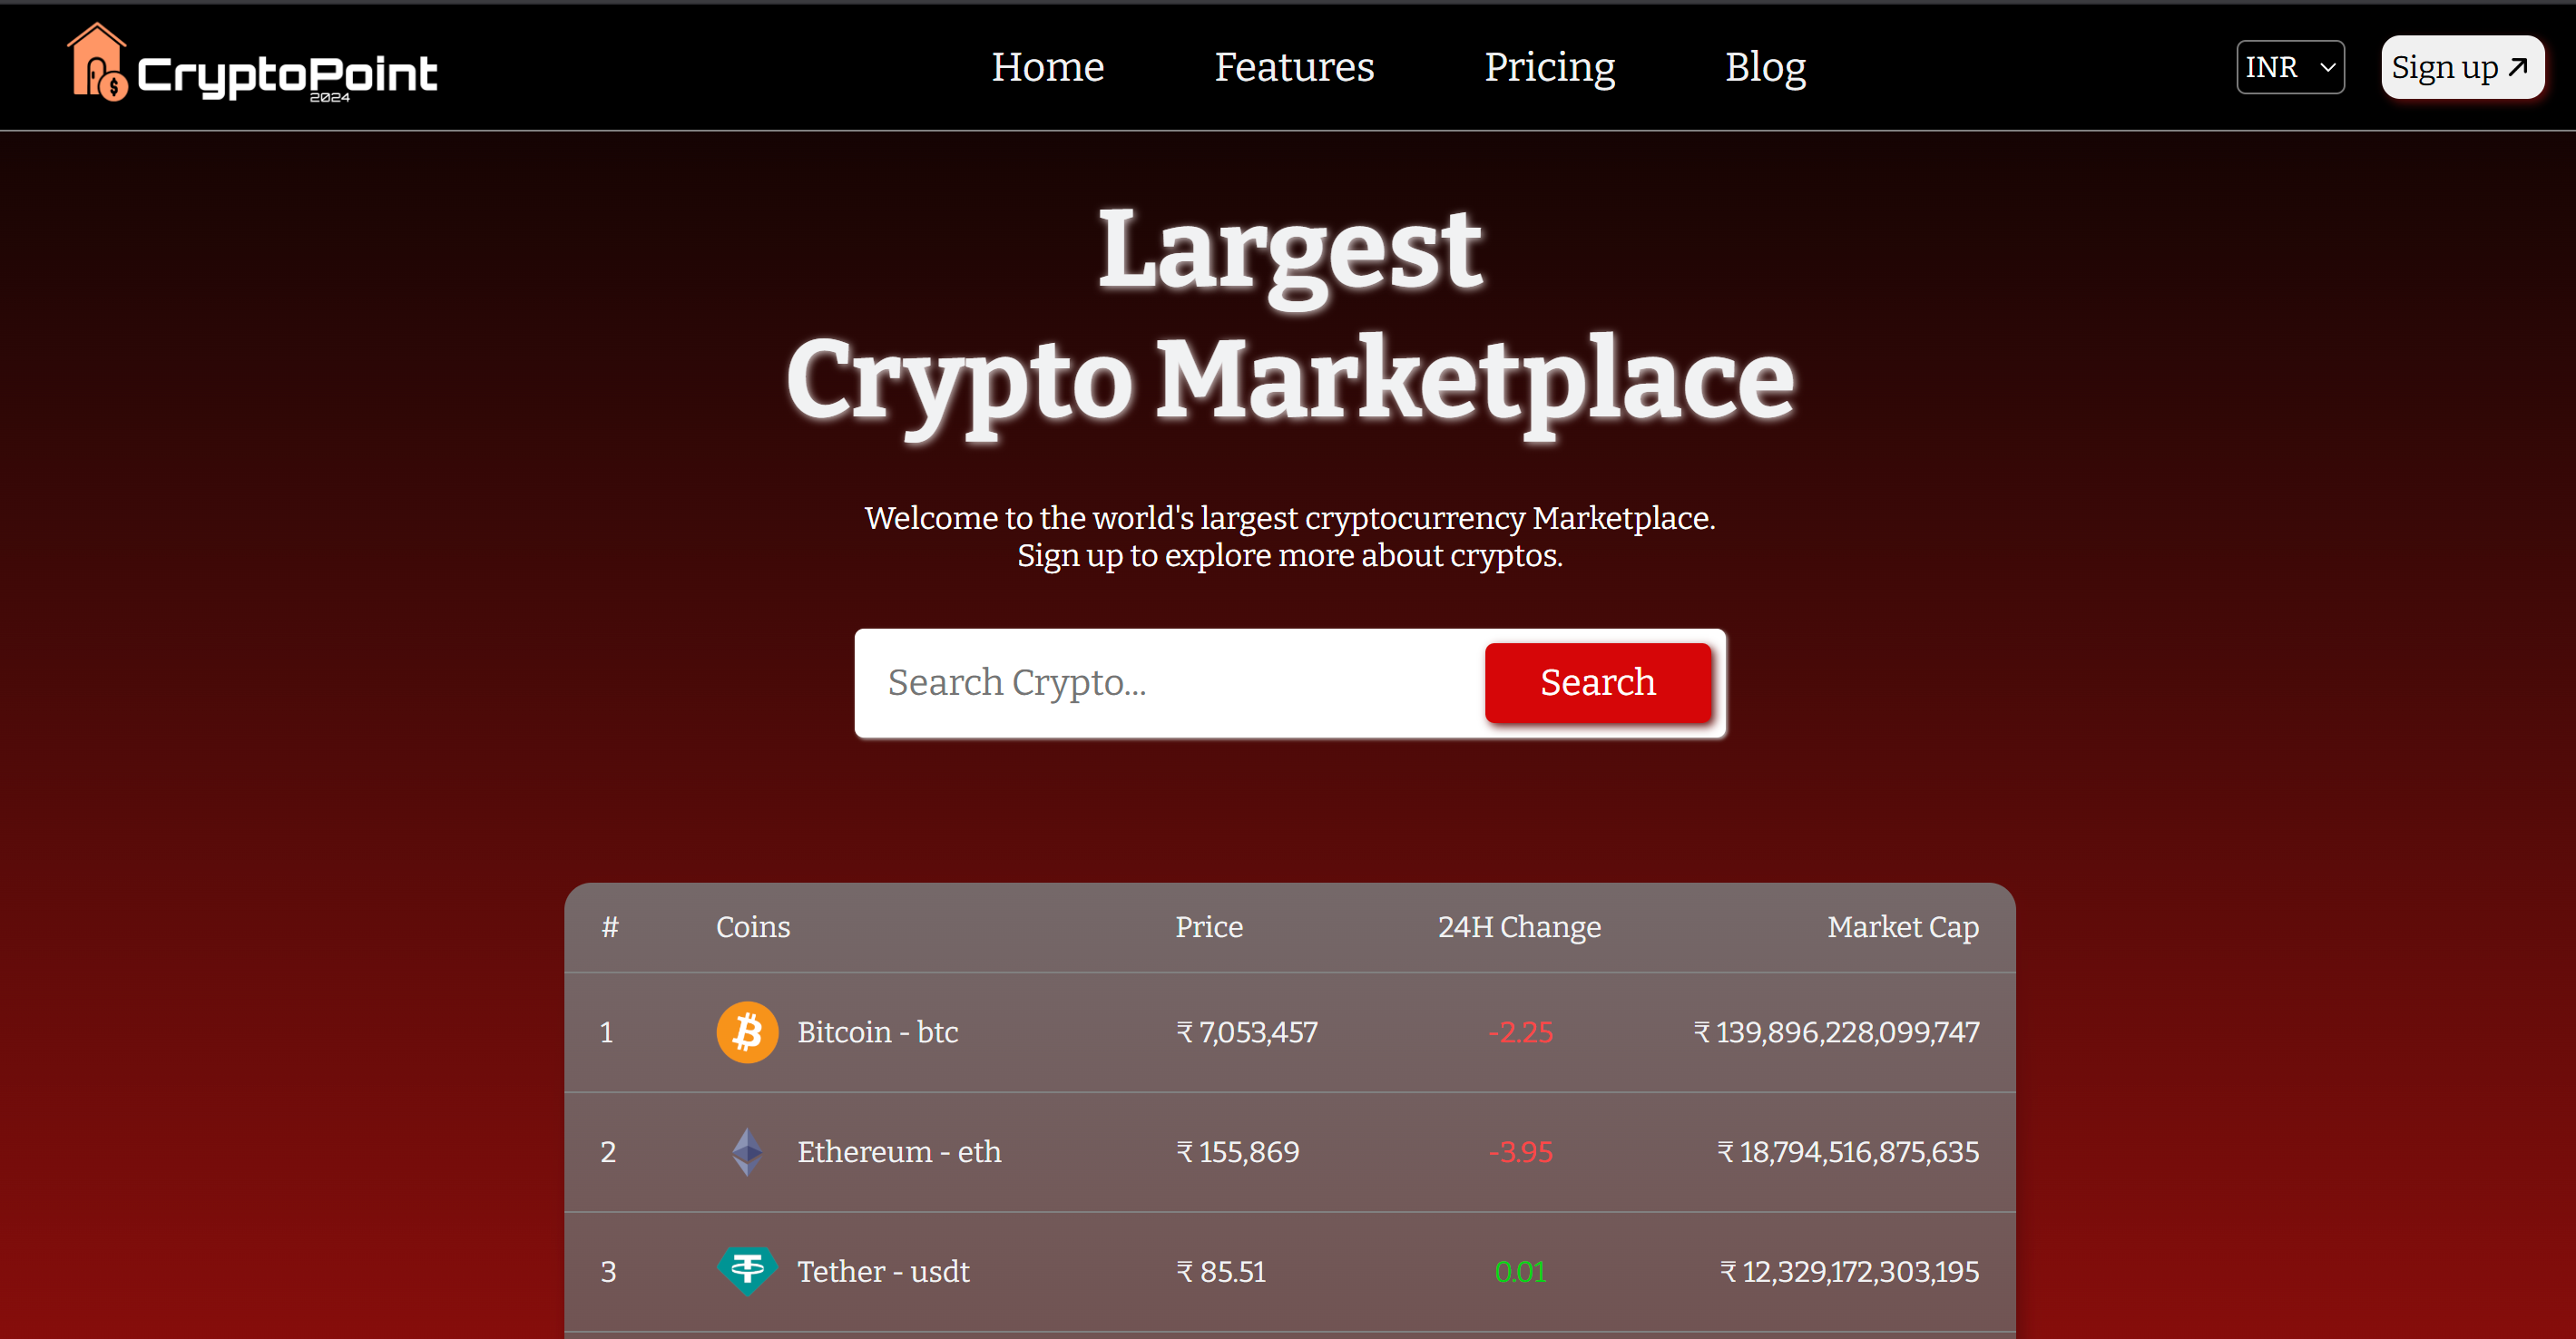 CryptoPoint
2024
Home Features Pricing Blog
INR
Sign up
Largest
Crypto Marketplace
Welcome to the world's largest cryptocurrency Marketplace.
Sign up to explore more about cryptos.
Search Crypto...
Search
# Coins Price 24H Change Market Cap
1 Bitcoin - btc ₹ 7,053,457 -2.25 ₹ 139,896,228,099,747
2 Ethereum - eth ₹ 155,869 -3.95 ₹ 18,794,516,875,635
3 Tether - usdt ₹ 85.51 0.01 ₹ 12,329,172,303,195